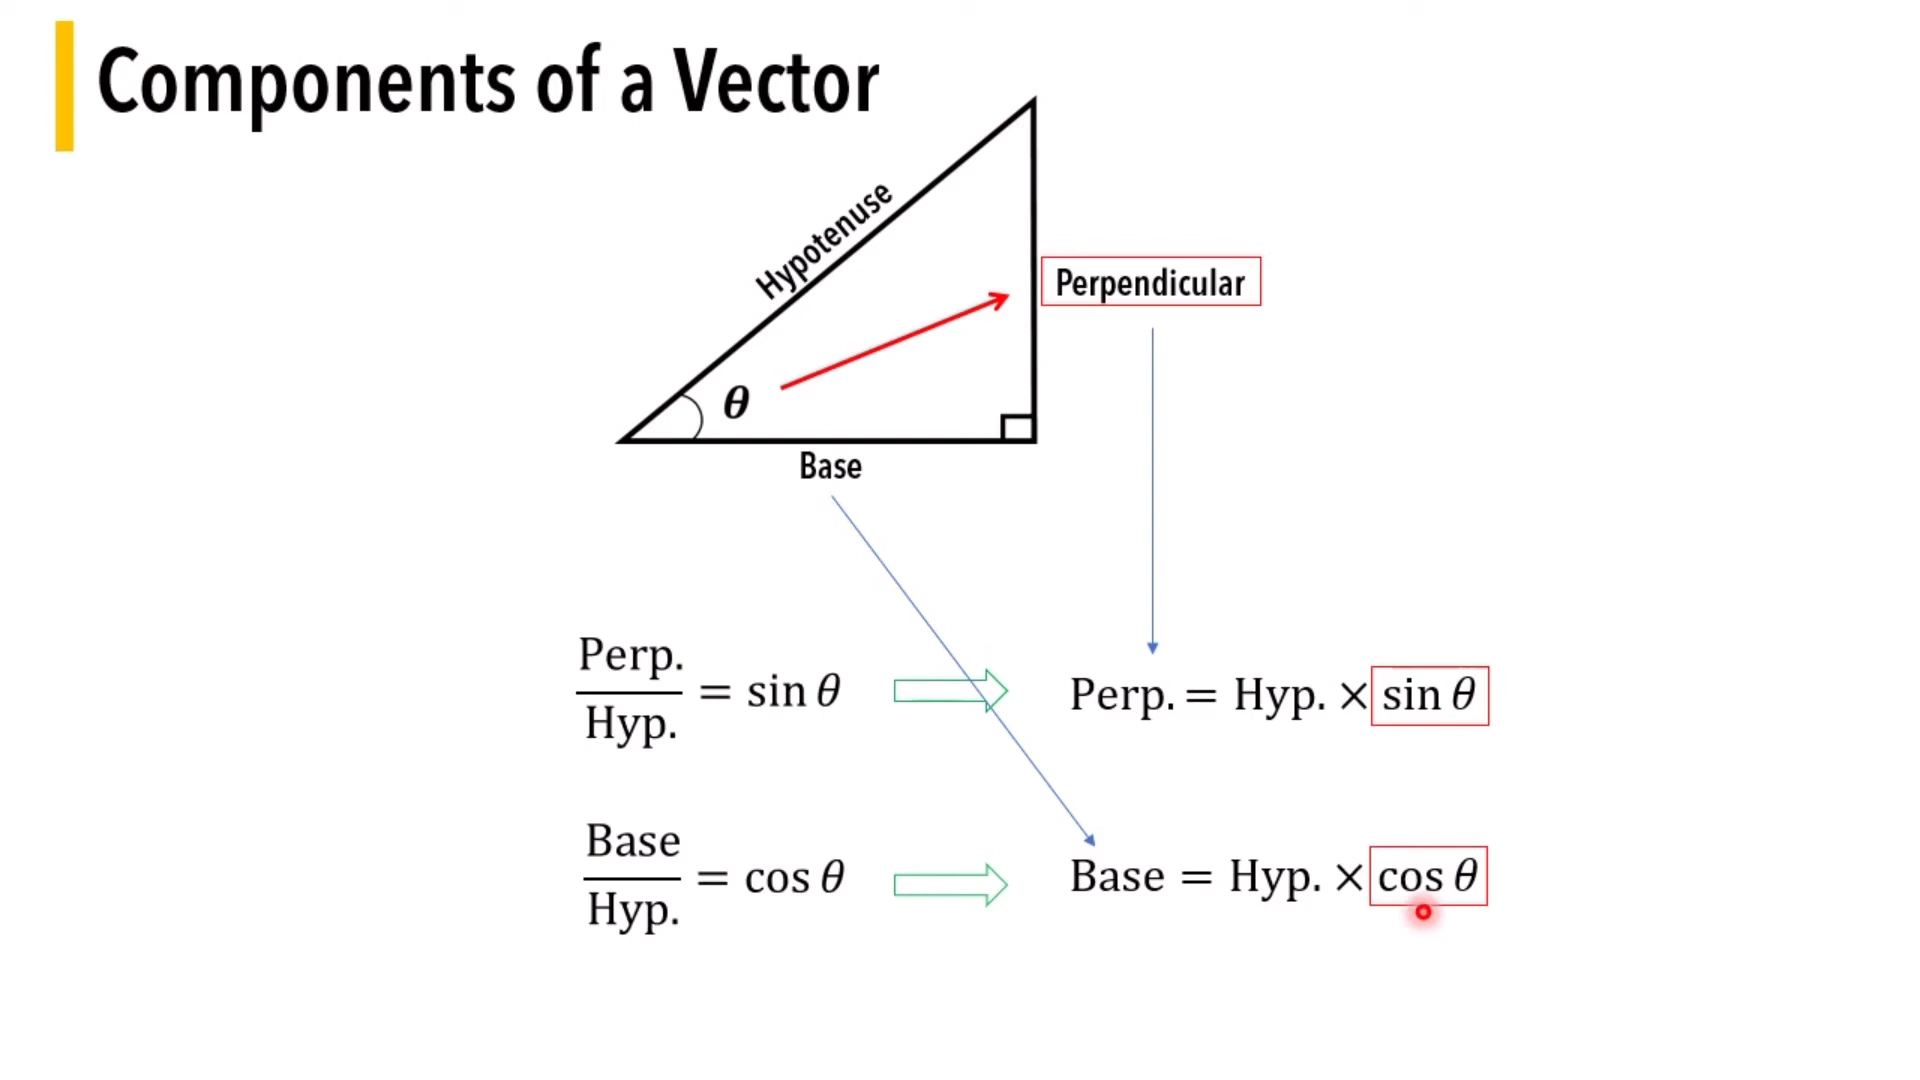 Components of a Vector
Hypotenuse
Perpendicular
θ
Base
Perp.
Hyp.
= sin θ
Perp. = Hyp. × sin θ
Base
Hyp.
= cos θ
Base = Hyp. × cos θ